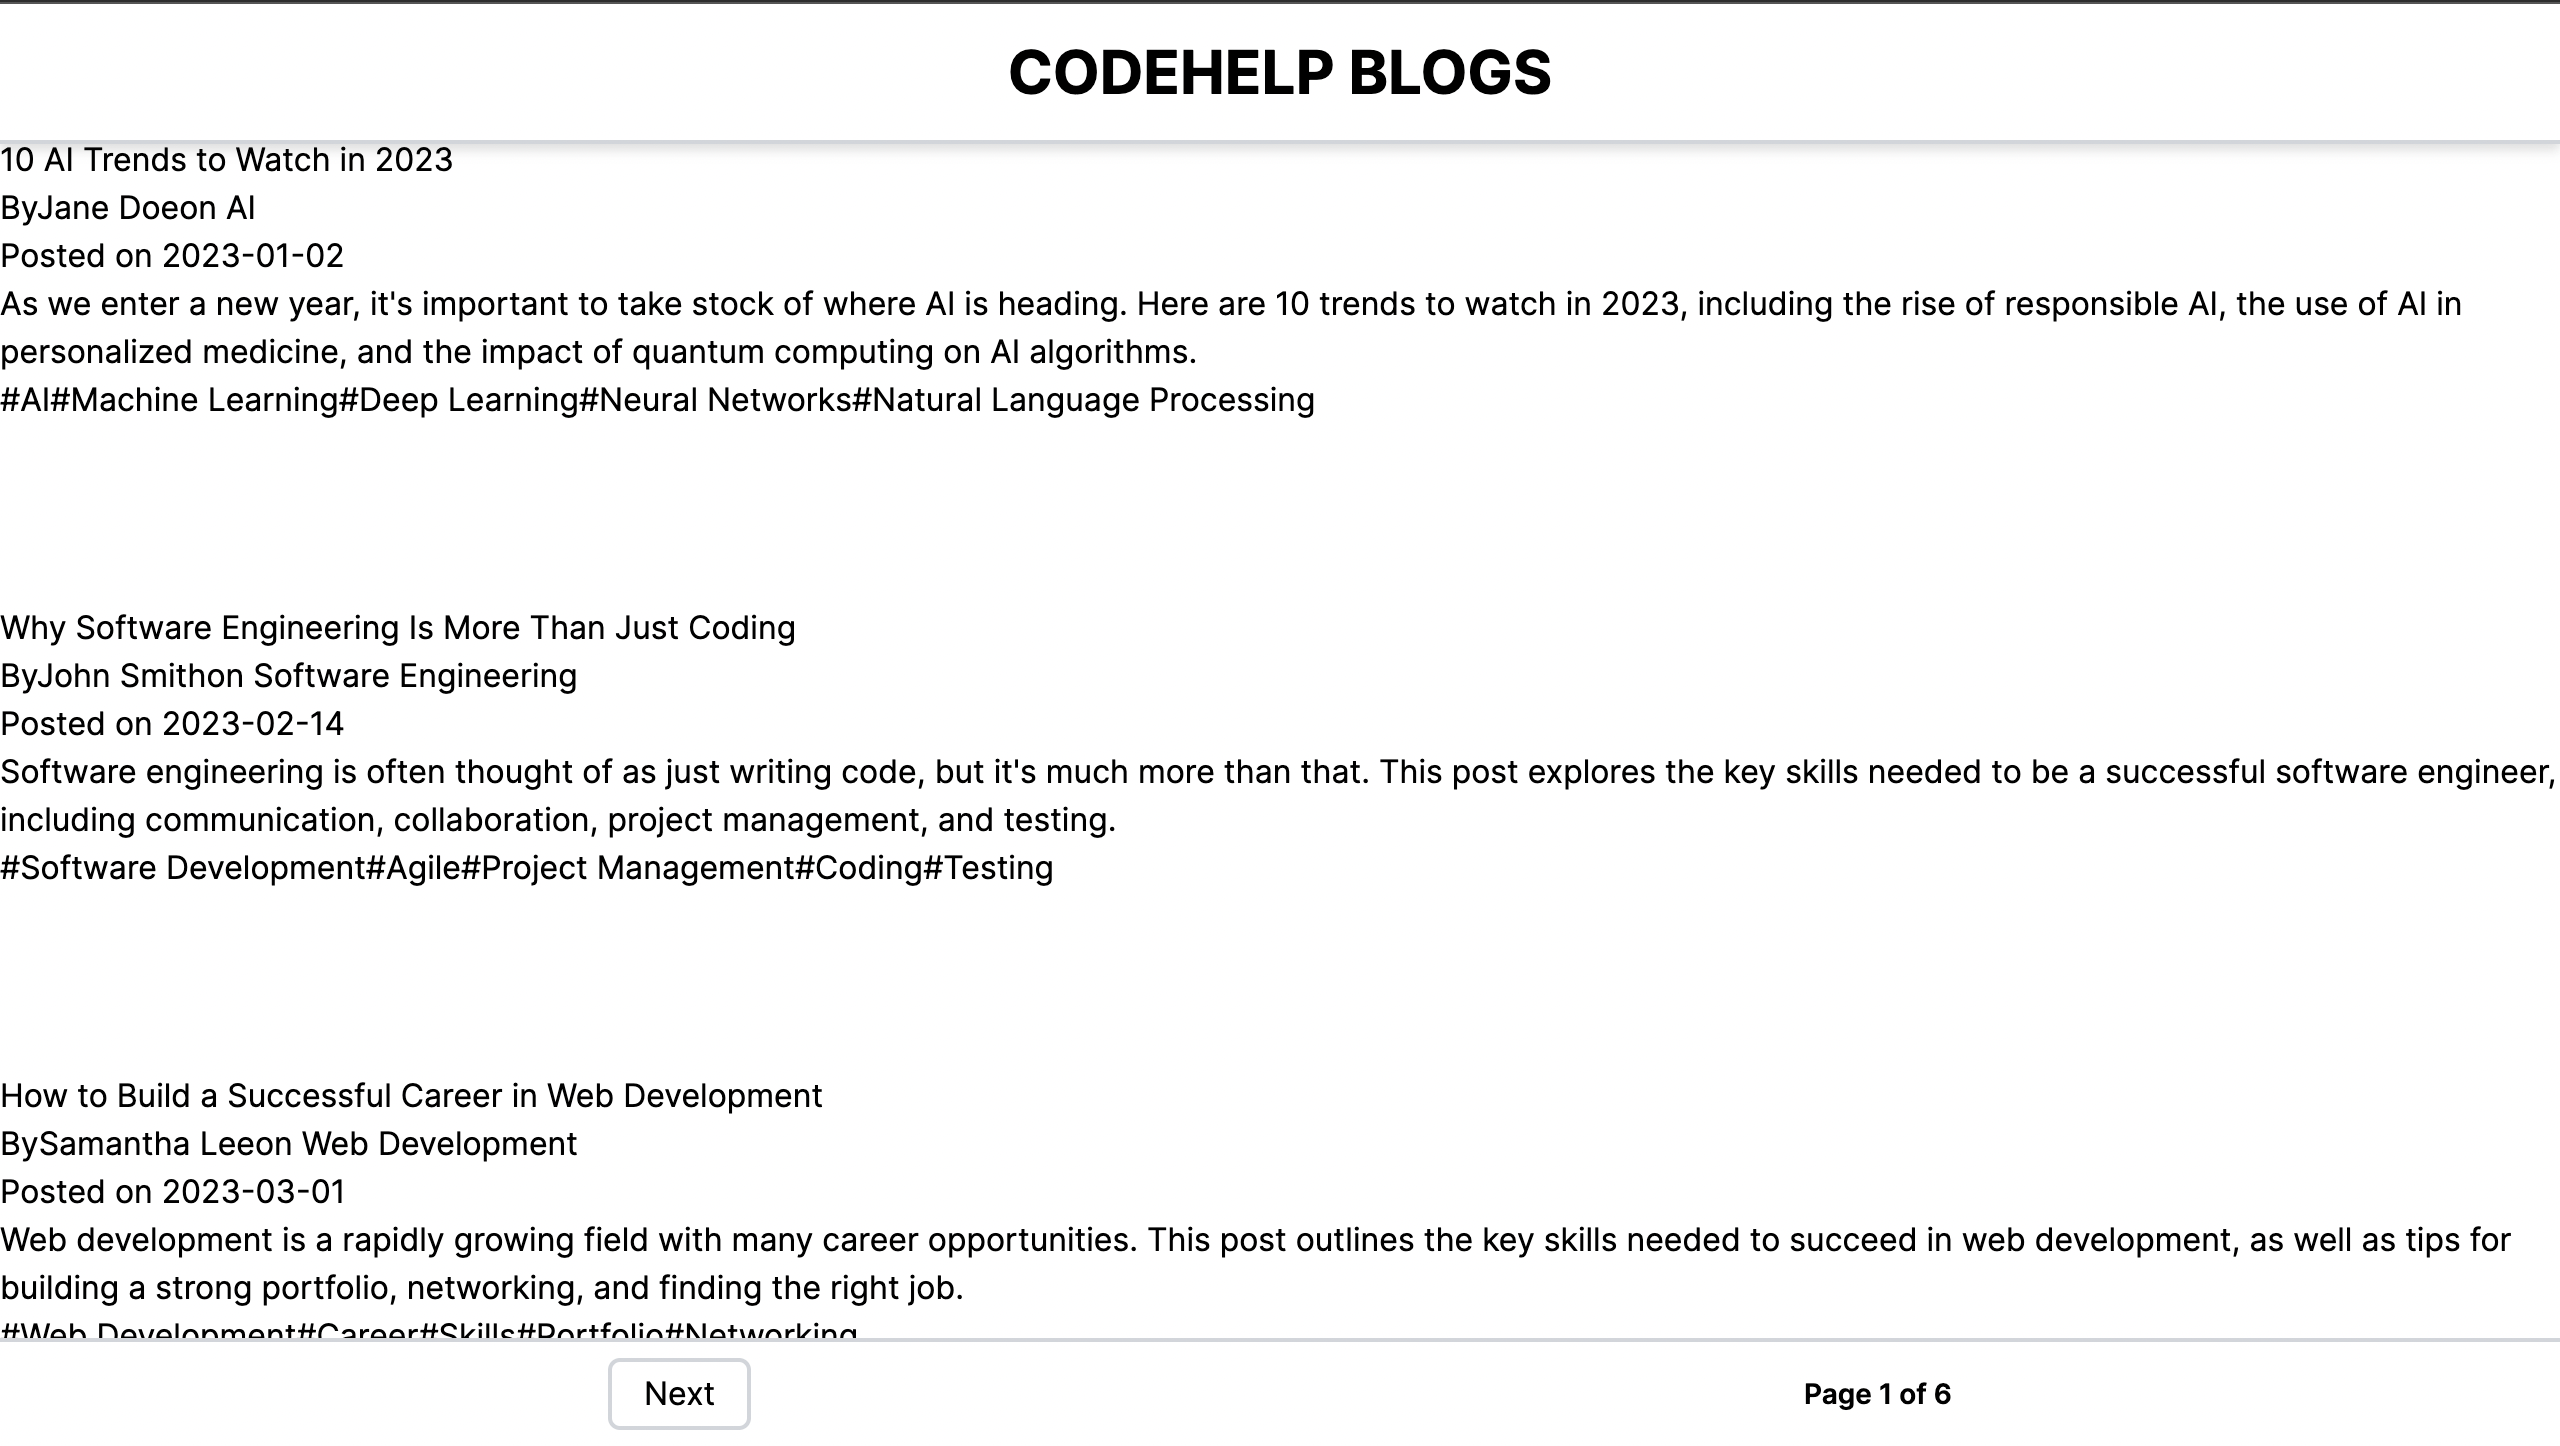 CODEHELP BLOGS
10 AI Trends to Watch in 2023
ByJane Doeon AI
Posted on 2023-01-02
As we enter a new year, it's important to take stock of where AI is heading. Here are 10 trends to watch in 2023, including the rise of responsible AI, the use of AI in
personalized medicine, and the impact of quantum computing on AI algorithms.
#AI#Machine Learning#Deep Learning#Neural Networks#Natural Language Processing
Why Software Engineering Is More Than Just Coding
ByJohn Smithon Software Engineering
Posted on 2023-02-14
Software engineering is often thought of as just writing code, but it's much more than that. This post explores the key skills needed to be a successful software engineer,
including communication, collaboration, project management, and testing.
#Software Development#Agile#Project Management#Coding#Testing
How to Build a Successful Career in Web Development
BySamantha Leeon Web Development
Posted on 2023-03-01
Web development is a rapidly growing field with many career opportunities. This post outlines the key skills needed to succeed in web development, as well as tips for
building a strong portfolio, networking, and finding the right job.
#Web Development#Career#Skills#Portfolio#Networking
Next
Page 1 of 6